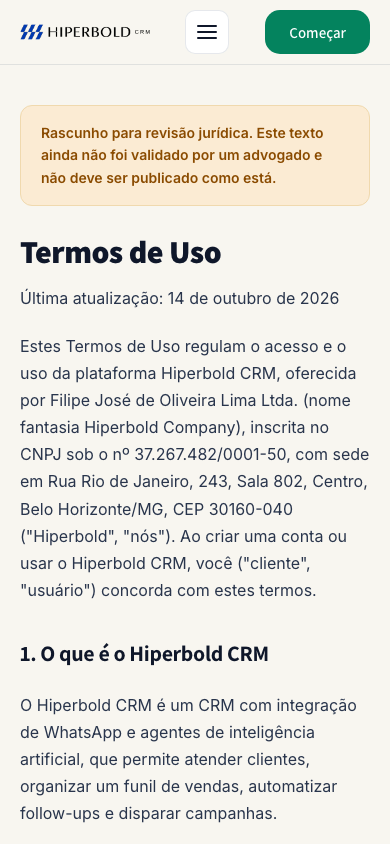 HIPERBOLD CRM
Começar
Rascunho para revisão jurídica. Este texto
ainda não foi validado por um advogado e
não deve ser publicado como está.
Termos de Uso
Última atualização: 14 de outubro de 2026
Estes Termos de Uso regulam o acesso e o
uso da plataforma Hiperbold CRM, oferecida
por Filipe José de Oliveira Lima Ltda. (nome
fantasia Hiperbold Company), inscrita no
CNPJ sob o nº 37.267.482/0001-50, com sede
em Rua Rio de Janeiro, 243, Sala 802, Centro,
Belo Horizonte/MG, CEP 30160-040
("Hiperbold", "nós"). Ao criar uma conta ou
usar o Hiperbold CRM, você ("cliente",
"usuário") concorda com estes termos.
1. O que é o Hiperbold CRM
O Hiperbold CRM é um CRM com integração
de WhatsApp e agentes de inteligência
artificial, que permite atender clientes,
organizar um funil de vendas, automatizar
follow-ups e disparar campanhas.